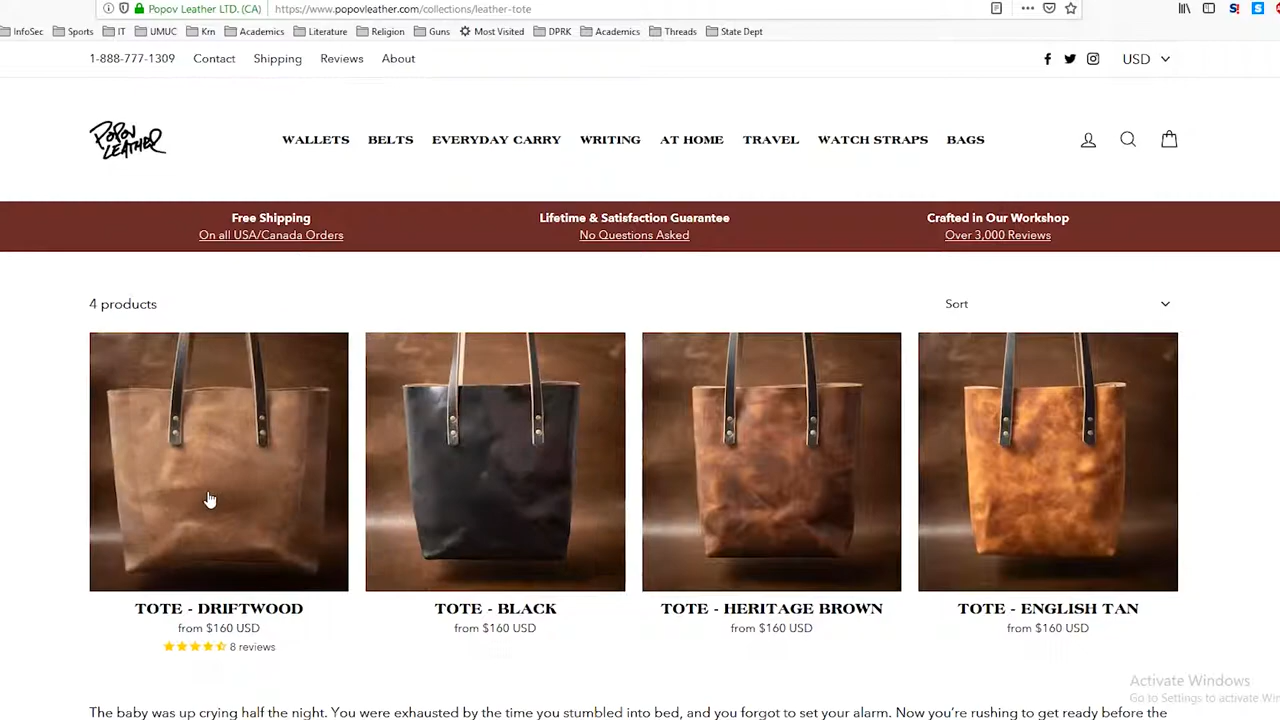 Popov Leather LTD. (CA) https://www.popovleather.com/collections/leather-tote
InfoSec Sports IT UMUC Krn Academics Literature Religion Guns Most Visited DPRK Academics Threads State Dept
1-888-777-1309 Contact Shipping Reviews About USD
POPOV LEATHER
WALLETS BELTS EVERYDAY CARRY WRITING AT HOME TRAVEL WATCH STRAPS BAGS
Free Shipping Lifetime & Satisfaction Guarantee Crafted in Our Workshop
On all USA/Canada Orders No Questions Asked Over 3,000 Reviews
4 products Sort
TOTE - DRIFTWOOD TOTE - BLACK TOTE - HERITAGE BROWN TOTE - ENGLISH TAN
from $160 USD from $160 USD from $160 USD from $160 USD
8 reviews
Activate Windows
Go to Settings to activate
The baby was up crying half the night. You were exhausted by the time you stumbled into bed, and you forgot to set your alarm. Now you're rushing to get ready before the